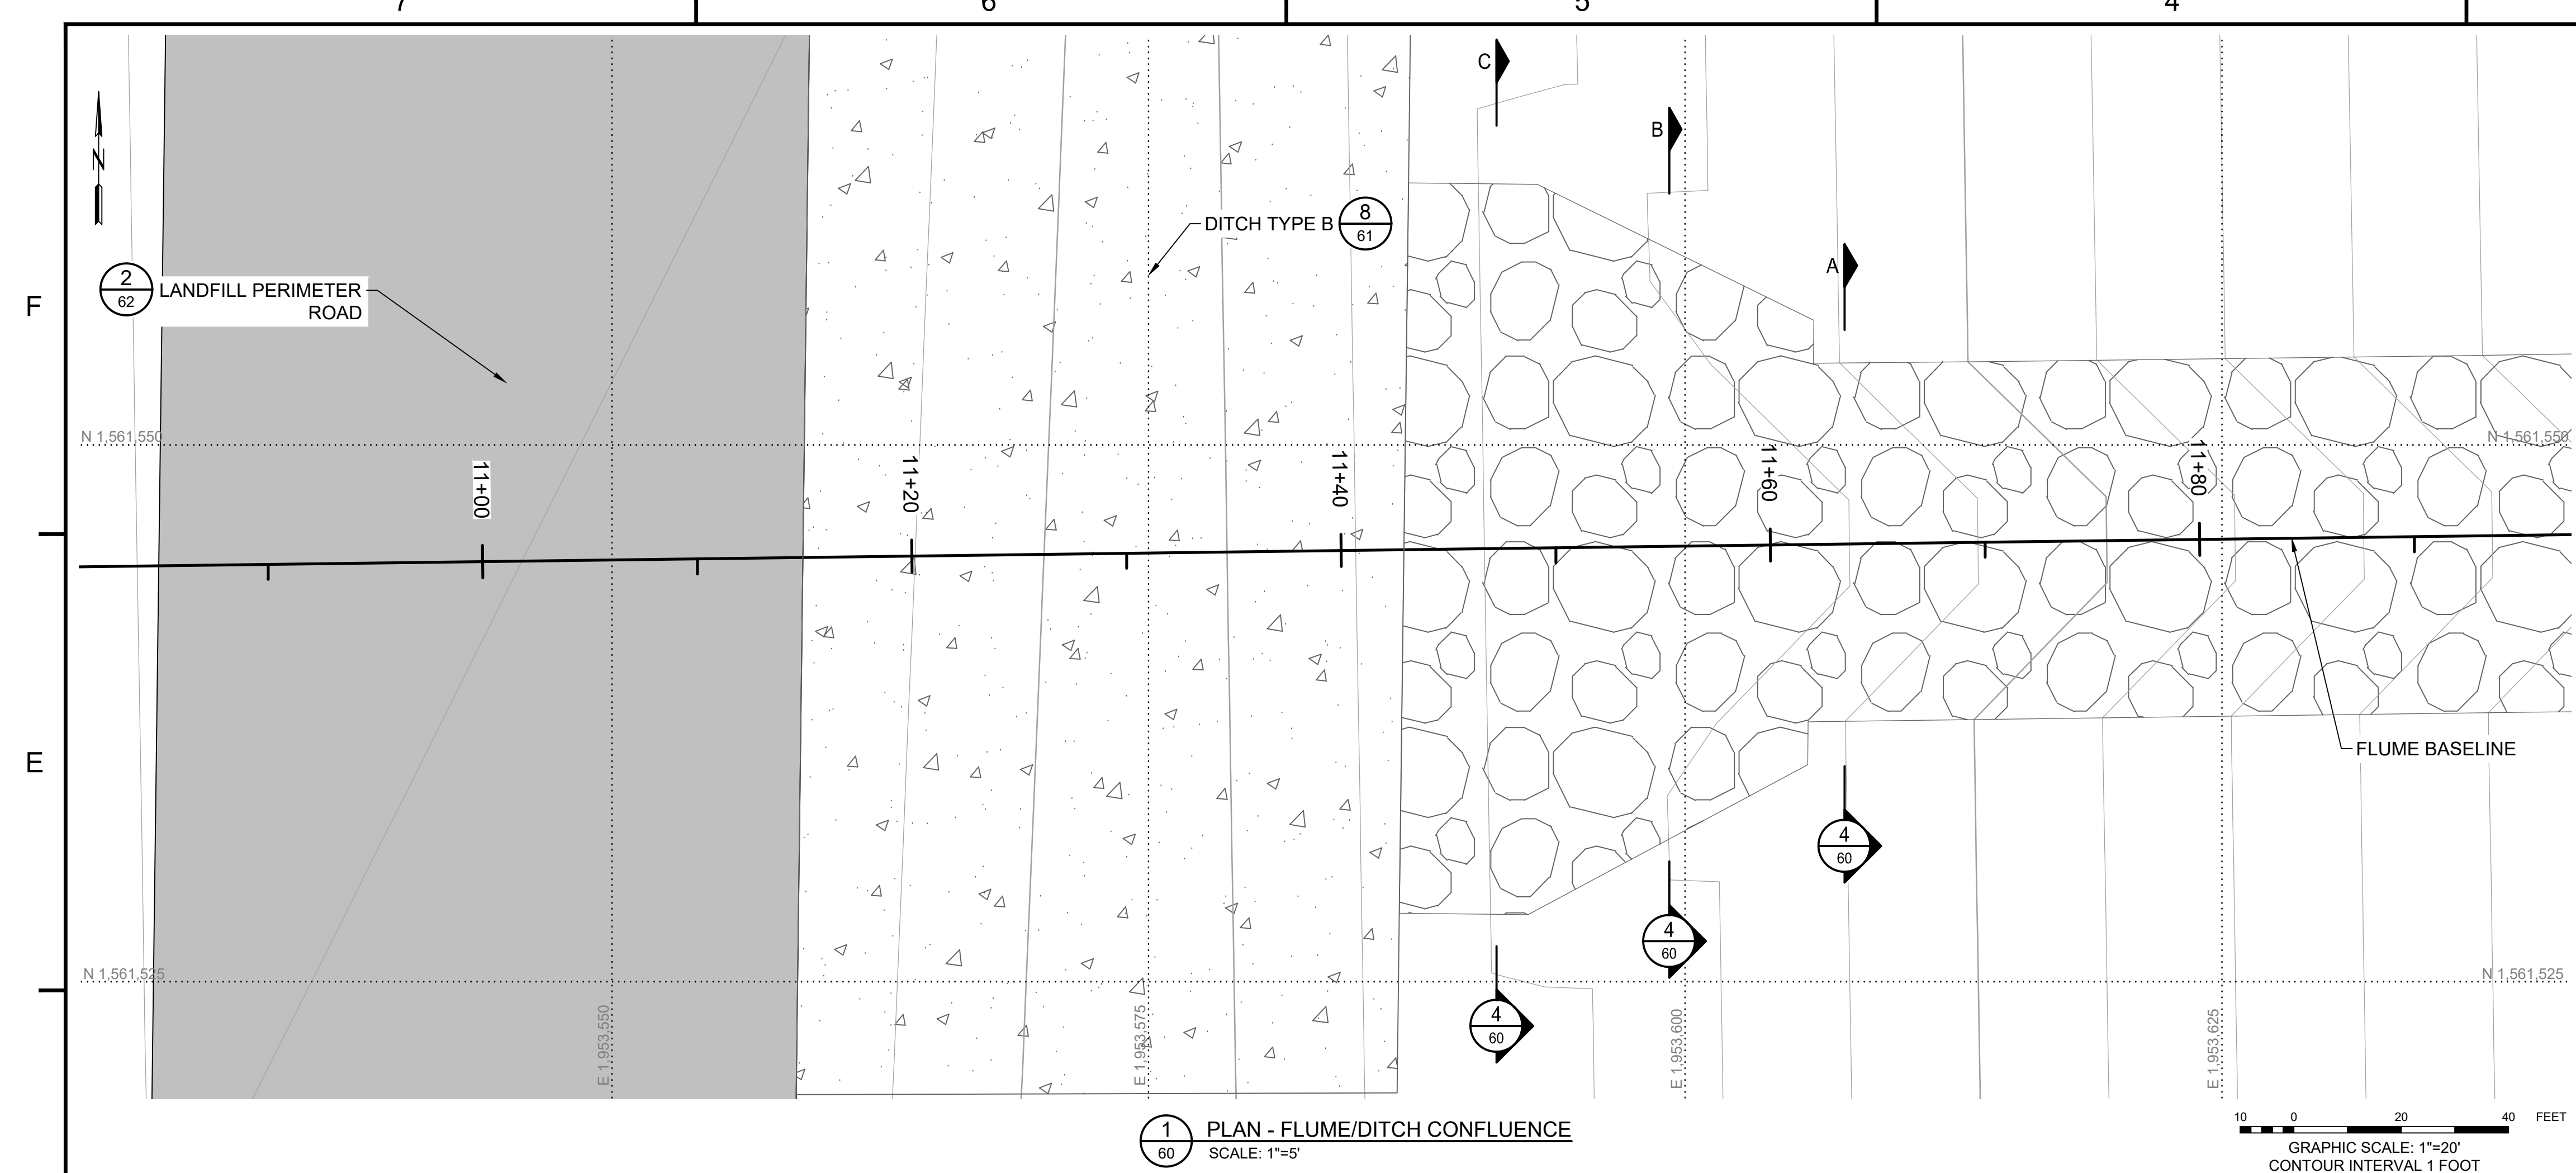 7
6
5
4
C
B
A
N
F
E
DITCH TYPE B
8
61
2
62
LANDFILL PERIMETER
ROAD
N 1,561,550
N 1,561,550
11+00
11+20
11+40
11+60
11+80
FLUME BASELINE
4
60
4
60
4
60
N 1,561,525
N 1,561,525
E 1,953,550
E 1,953,575
E 1,953,600
E 1,953,625
1
60
PLAN - FLUME/DITCH CONFLUENCE
SCALE: 1"=5'
10 0 20 40 FEET
GRAPHIC SCALE: 1"=20'
CONTOUR INTERVAL 1 FOOT